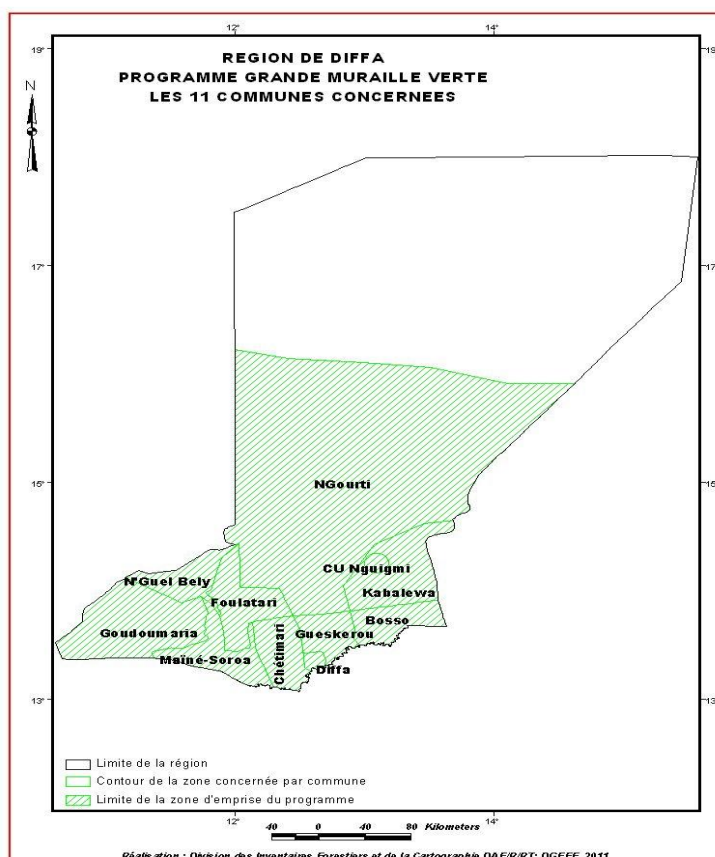 12°
14°
19°
19
REGION DE DIFFA
PROGRAMME GRANDE MURAILLE VERTE
LES 11 COMMUNES CONCERNEES
N
17°
17
15°
15
NGourti
CU Nguigmi
N'Guel Bely
Kabalewa
Foulatari
Bosso
Goudoumaria
Gueskerou
Maïné-Soroa
Chétimari
Diffa
13°
13
Limite de la région
Contour de la zone concernée par commune
Limite de la zone d'emprise du programme
12°
14°
40 0 40 80 Kilometers
Réalisation : Division des Inventaires Forestiers et de la Cartographie DAF/R/RT; DGEEF, 2011